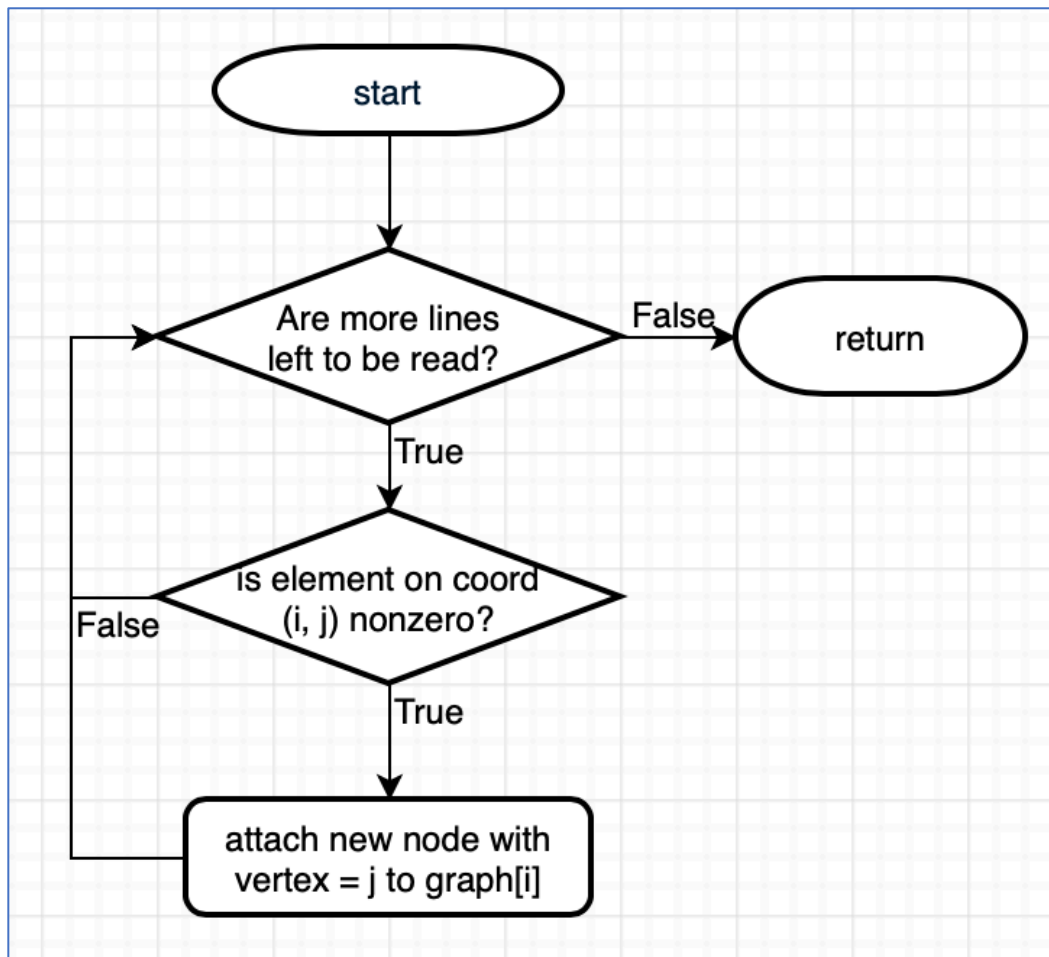 start
Are more lines
left to be read?
False
return
True
is element on coord
(i, j) nonzero?
False
True
attach new node with
vertex = j to graph[i]